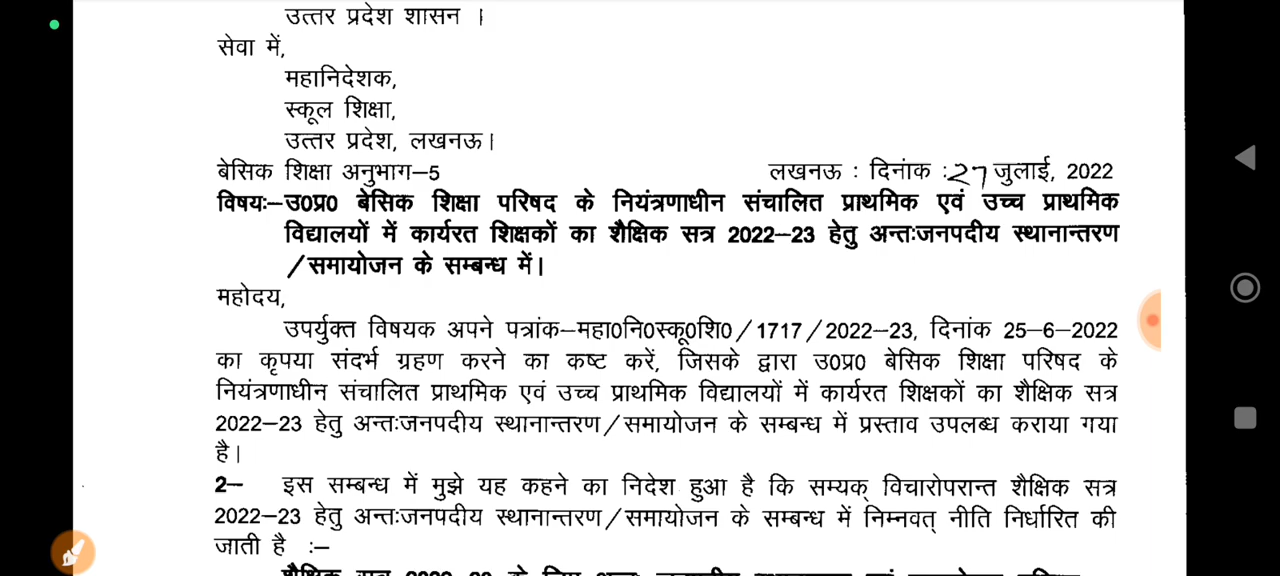 उत्तर प्रदेश शासन ।
सेवा में,
महानिदेशक,
स्कूल शिक्षा,
उत्तर प्रदेश, लखनऊ।
बेसिक शिक्षा अनुभाग–5 लखनऊ : दिनांक :27 जुलाई, 2022
विषयः–उ0प्र0 बेसिक शिक्षा परिषद के नियंत्रणाधीन संचालित प्राथमिक एवं उच्च प्राथमिक
विद्यालयों में कार्यरत शिक्षकों का शैक्षिक सत्र 2022–23 हेतु अन्तःजनपदीय स्थानान्तरण
/समायोजन के सम्बन्ध में।
महोदय,
उपर्युक्त विषयक अपने पत्रांक–महा0नि0स्कू0शि0/1717/2022–23, दिनांक 25–6–2022
का कृपया संदर्भ ग्रहण करने का कष्ट करें, जिसके द्वारा उ0प्र0 बेसिक शिक्षा परिषद के
नियंत्रणाधीन संचालित प्राथमिक एवं उच्च प्राथमिक विद्यालयों में कार्यरत शिक्षकों का शैक्षिक सत्र
2022–23 हेतु अन्तःजनपदीय स्थानान्तरण/समायोजन के सम्बन्ध में प्रस्ताव उपलब्ध कराया गया
है।
2– इस सम्बन्ध में मुझे यह कहने का निदेश हुआ है कि सम्यक् विचारोपरान्त शैक्षिक सत्र
2022–23 हेतु अन्तःजनपदीय स्थानान्तरण/समायोजन के सम्बन्ध में निम्नवत् नीति निर्धारित की
जाती है :–